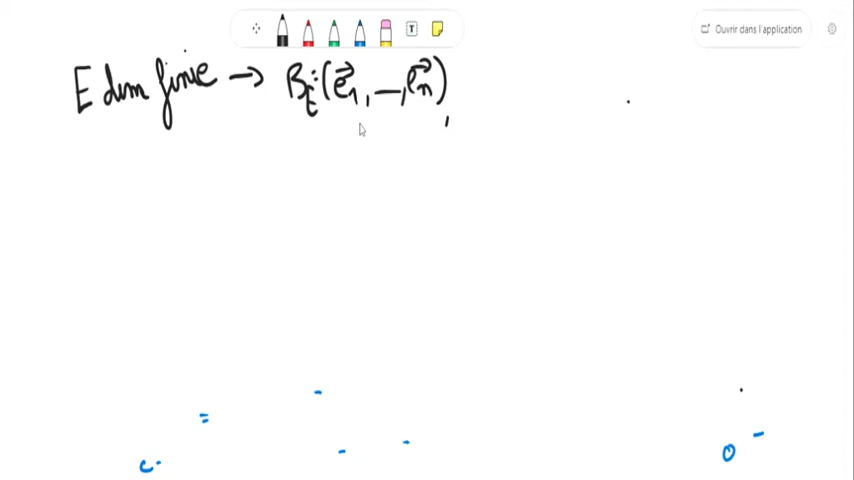 Ouvrir dans l'application
E dim finie → B_E:(e⃗₁, —, e⃗ₙ)